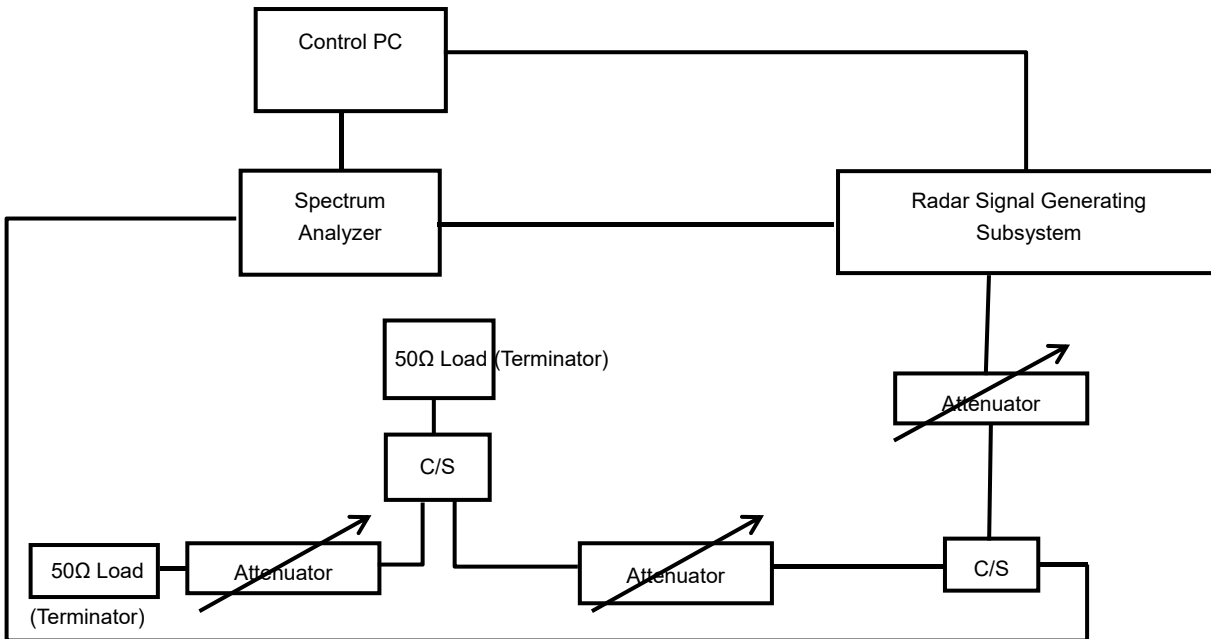 Control PC
Spectrum
Analyzer
Radar Signal Generating
Subsystem
50Ω Load (Terminator)
Attenuator
C/S
50Ω Load
(Terminator)
Attenuator
Attenuator
C/S